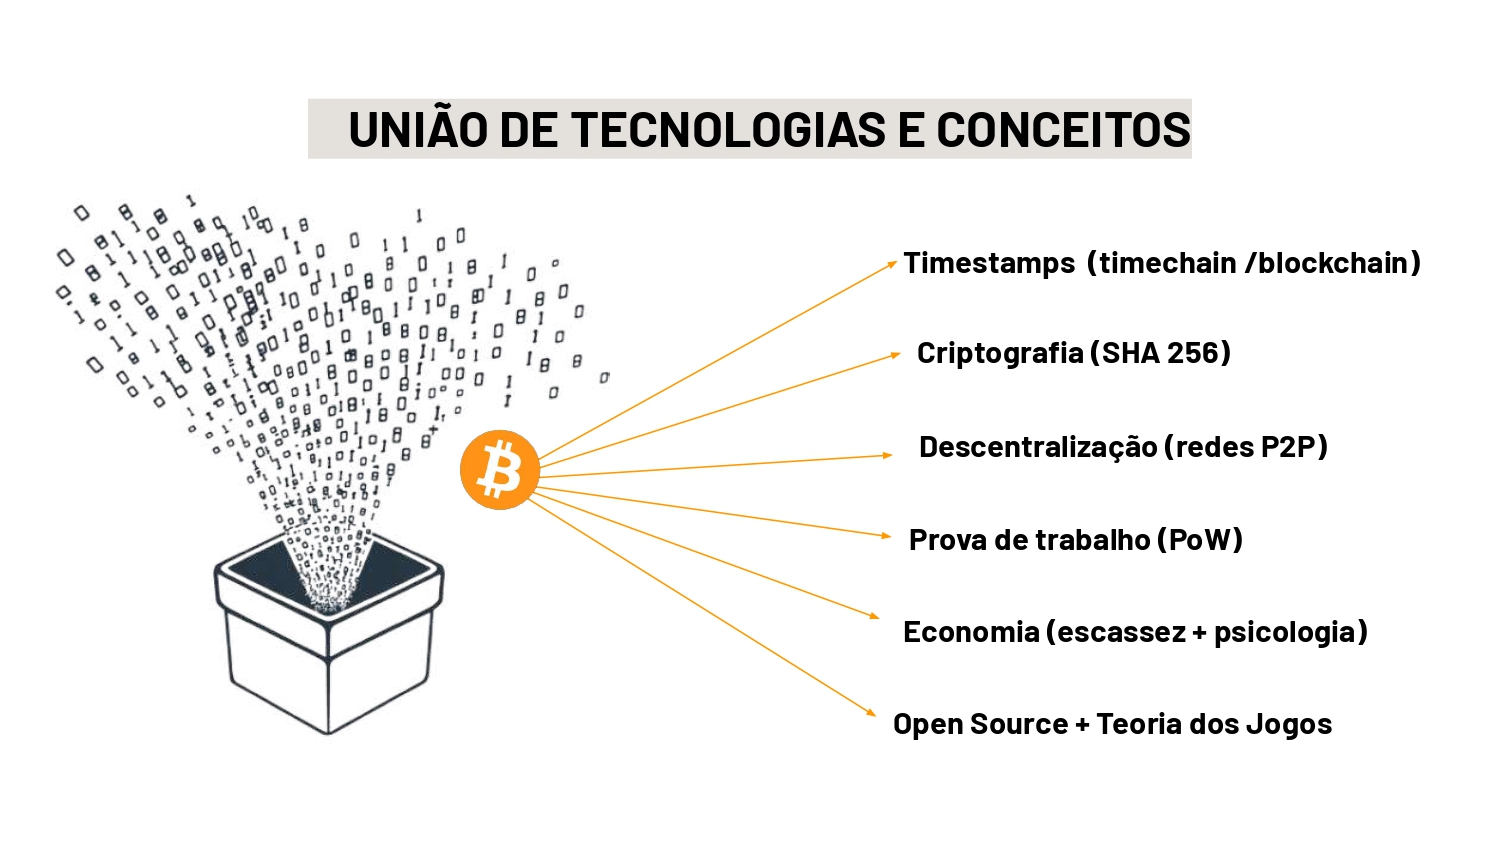 UNIÃO DE TECNOLOGIAS E CONCEITOS
Timestamps (timechain /blockchain)
Criptografia (SHA 256)
Descentralização (redes P2P)
Prova de trabalho (PoW)
Economia (escassez + psicologia)
Open Source + Teoria dos Jogos